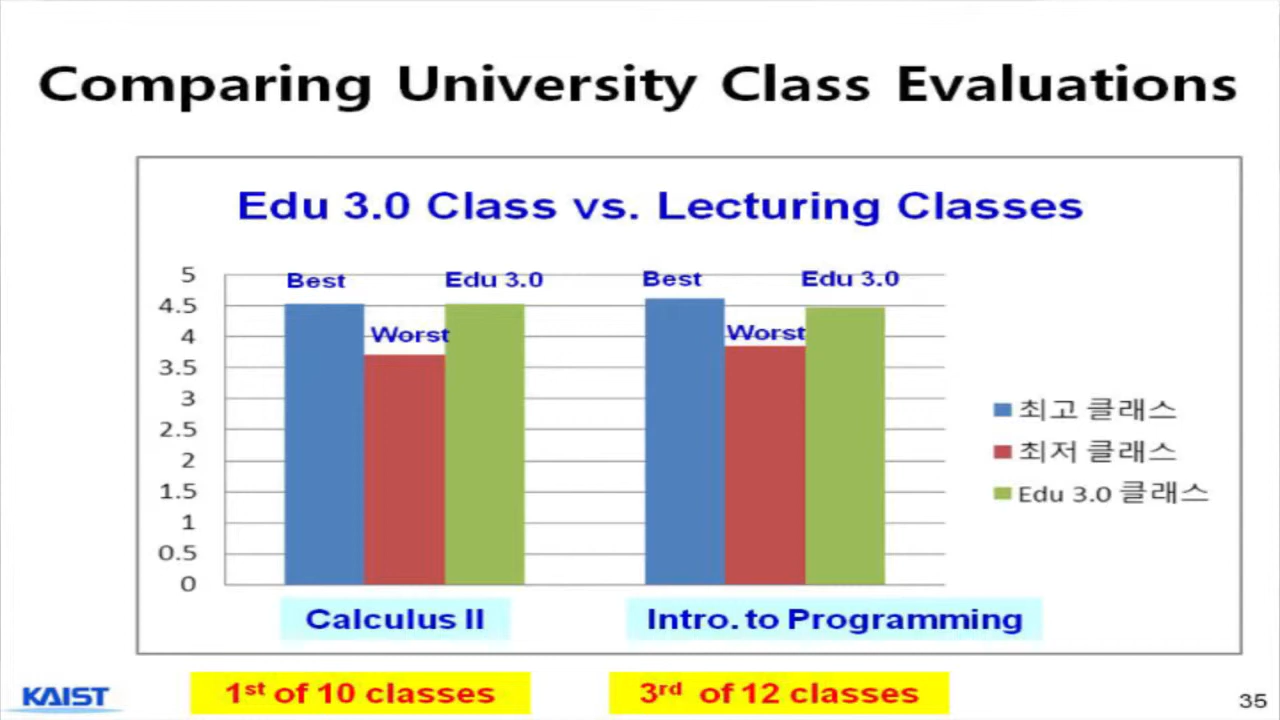 Comparing University Class Evaluations
Edu 3.0 Class vs. Lecturing Classes
5
4.5
4
3.5
3
2.5
2
1.5
1
0.5
0
Best
Worst
Edu 3.0
Best
Worst
Edu 3.0
Calculus II
Intro. to Programming
최고 클래스
최저 클래스
Edu 3.0 클래스
1st of 10 classes
3rd of 12 classes
KAIST
35